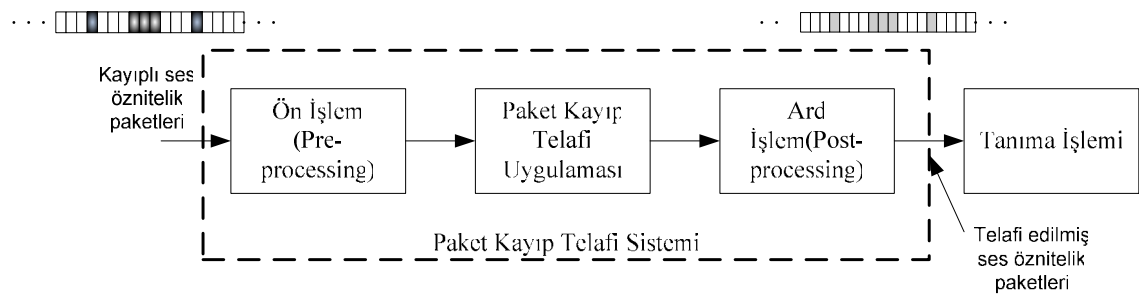 . . .
. . .
. . .
. . .
Kayıplı ses
öznitelik
paketleri
Ön İşlem
(Pre-
processing)
Paket Kayıp
Telafi
Uygulaması
Ard
İşlem(Post-
processing)
Tanıma İşlemi
Paket Kayıp Telafi Sistemi
Telafi edilmiş
ses öznitelik
paketleri